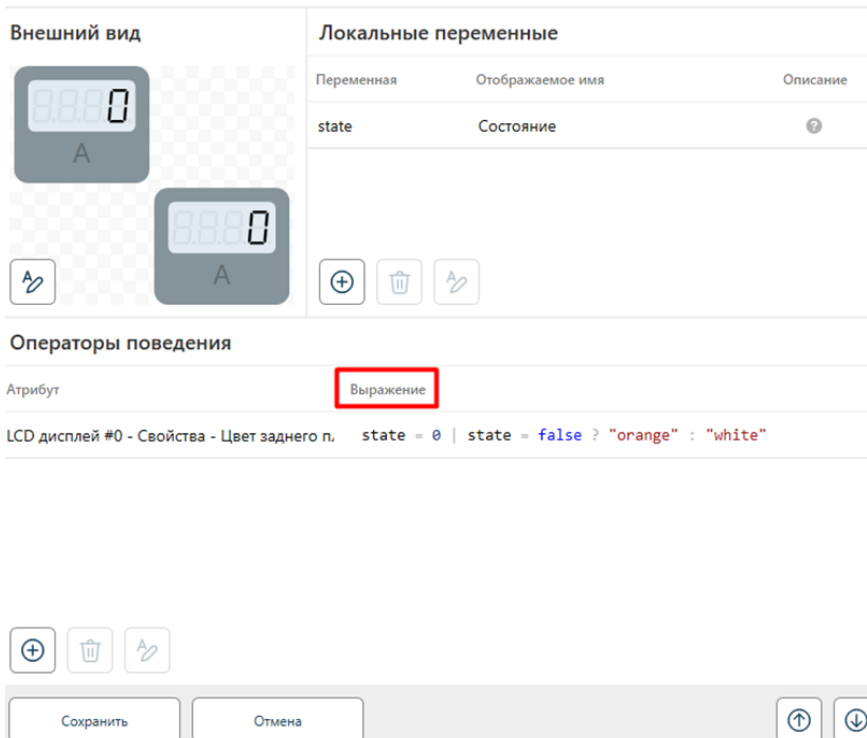 Внешний вид
0
A
0
A
Локальные переменные
Переменная Отображаемое имя Описание
state Состояние ?
Операторы поведения
Атрибут Выражение
LCD дисплей #0 - Свойства - Цвет заднего п. state = 0 | state = false ? "orange" : "white"
Сохранить Отмена